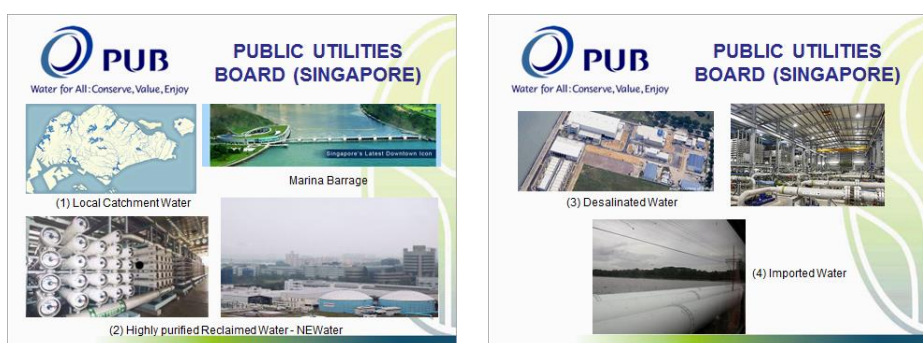 PUB
Water for All: Conserve, Value, Enjoy
PUBLIC UTILITIES
BOARD (SINGAPORE)
Singapore's Latest Downtown Icon
Marina Barrage
(1) Local Catchment Water
(2) Highly purified Reclaimed Water - NEWater
PUB
Water for All: Conserve, Value, Enjoy
PUBLIC UTILITIES
BOARD (SINGAPORE)
(3) Desalinated Water
(4) Imported Water